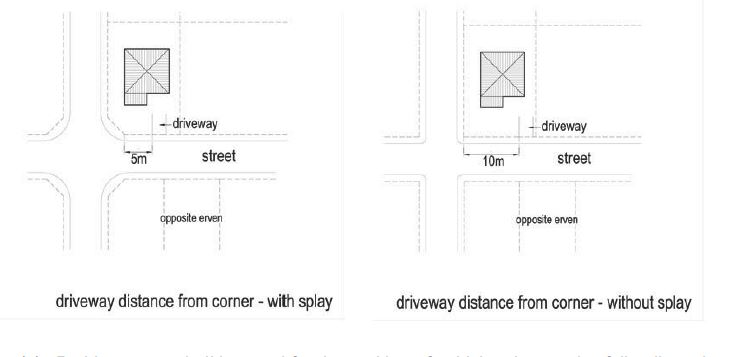 driveway
5m
street
opposite erven
driveway distance from corner - with splay
driveway
10m
street
opposite erven
driveway distance from corner - without splay